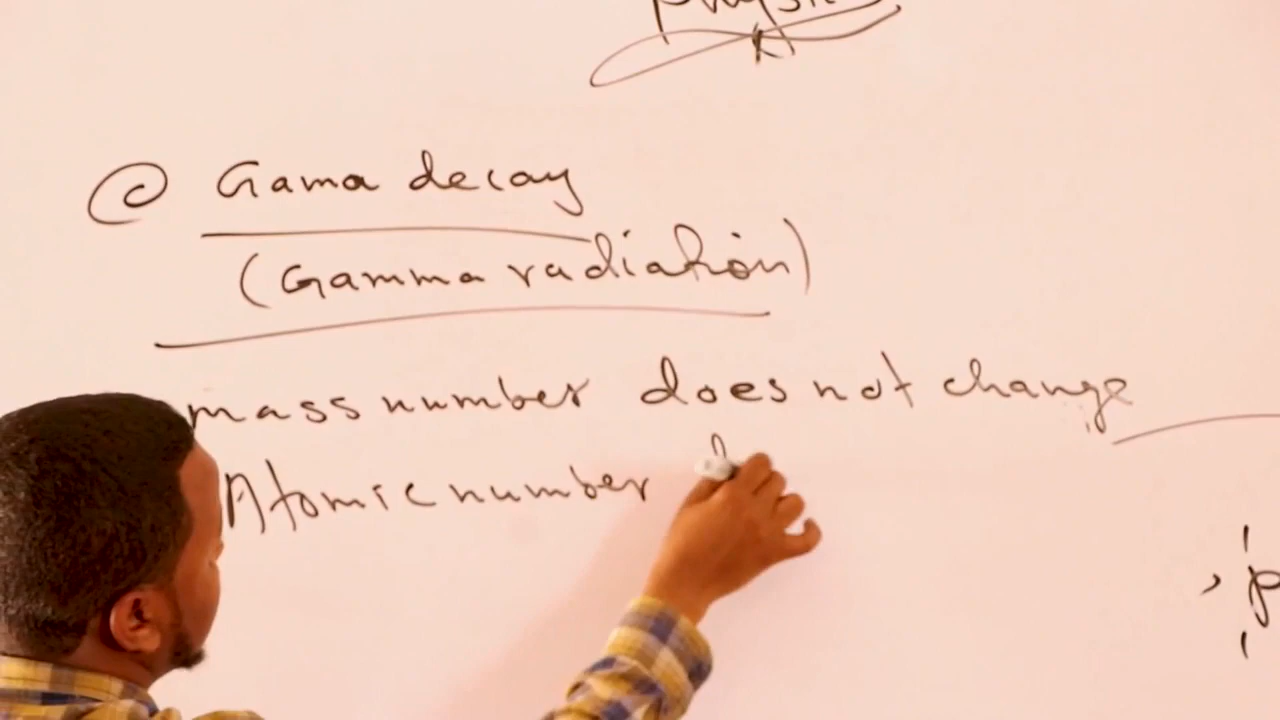 @ Gama decay
(Gamma radiation)
mass number does not change
Atomic number